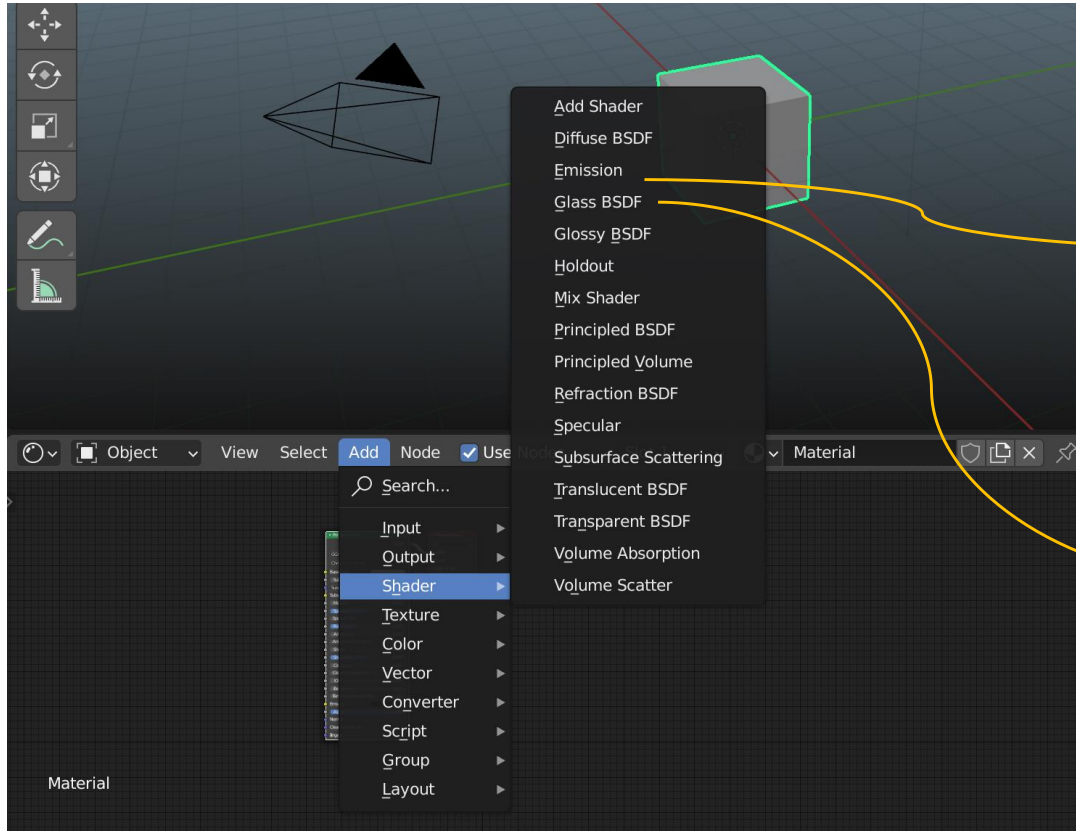 Add Shader
Diffuse BSDF
Emission
Glass BSDF
Glossy BSDF
Holdout
Mix Shader
Principled BSDF
Principled Volume
Refraction BSDF
Specular
Subsurface Scattering
Translucent BSDF
Transparent BSDF
Volume Absorption
Volume Scatter
Object View Select Add Node Use Material
Search...
Input
Output
Shader
Texture
Color
Vector
Converter
Script
Group
Layout
Material